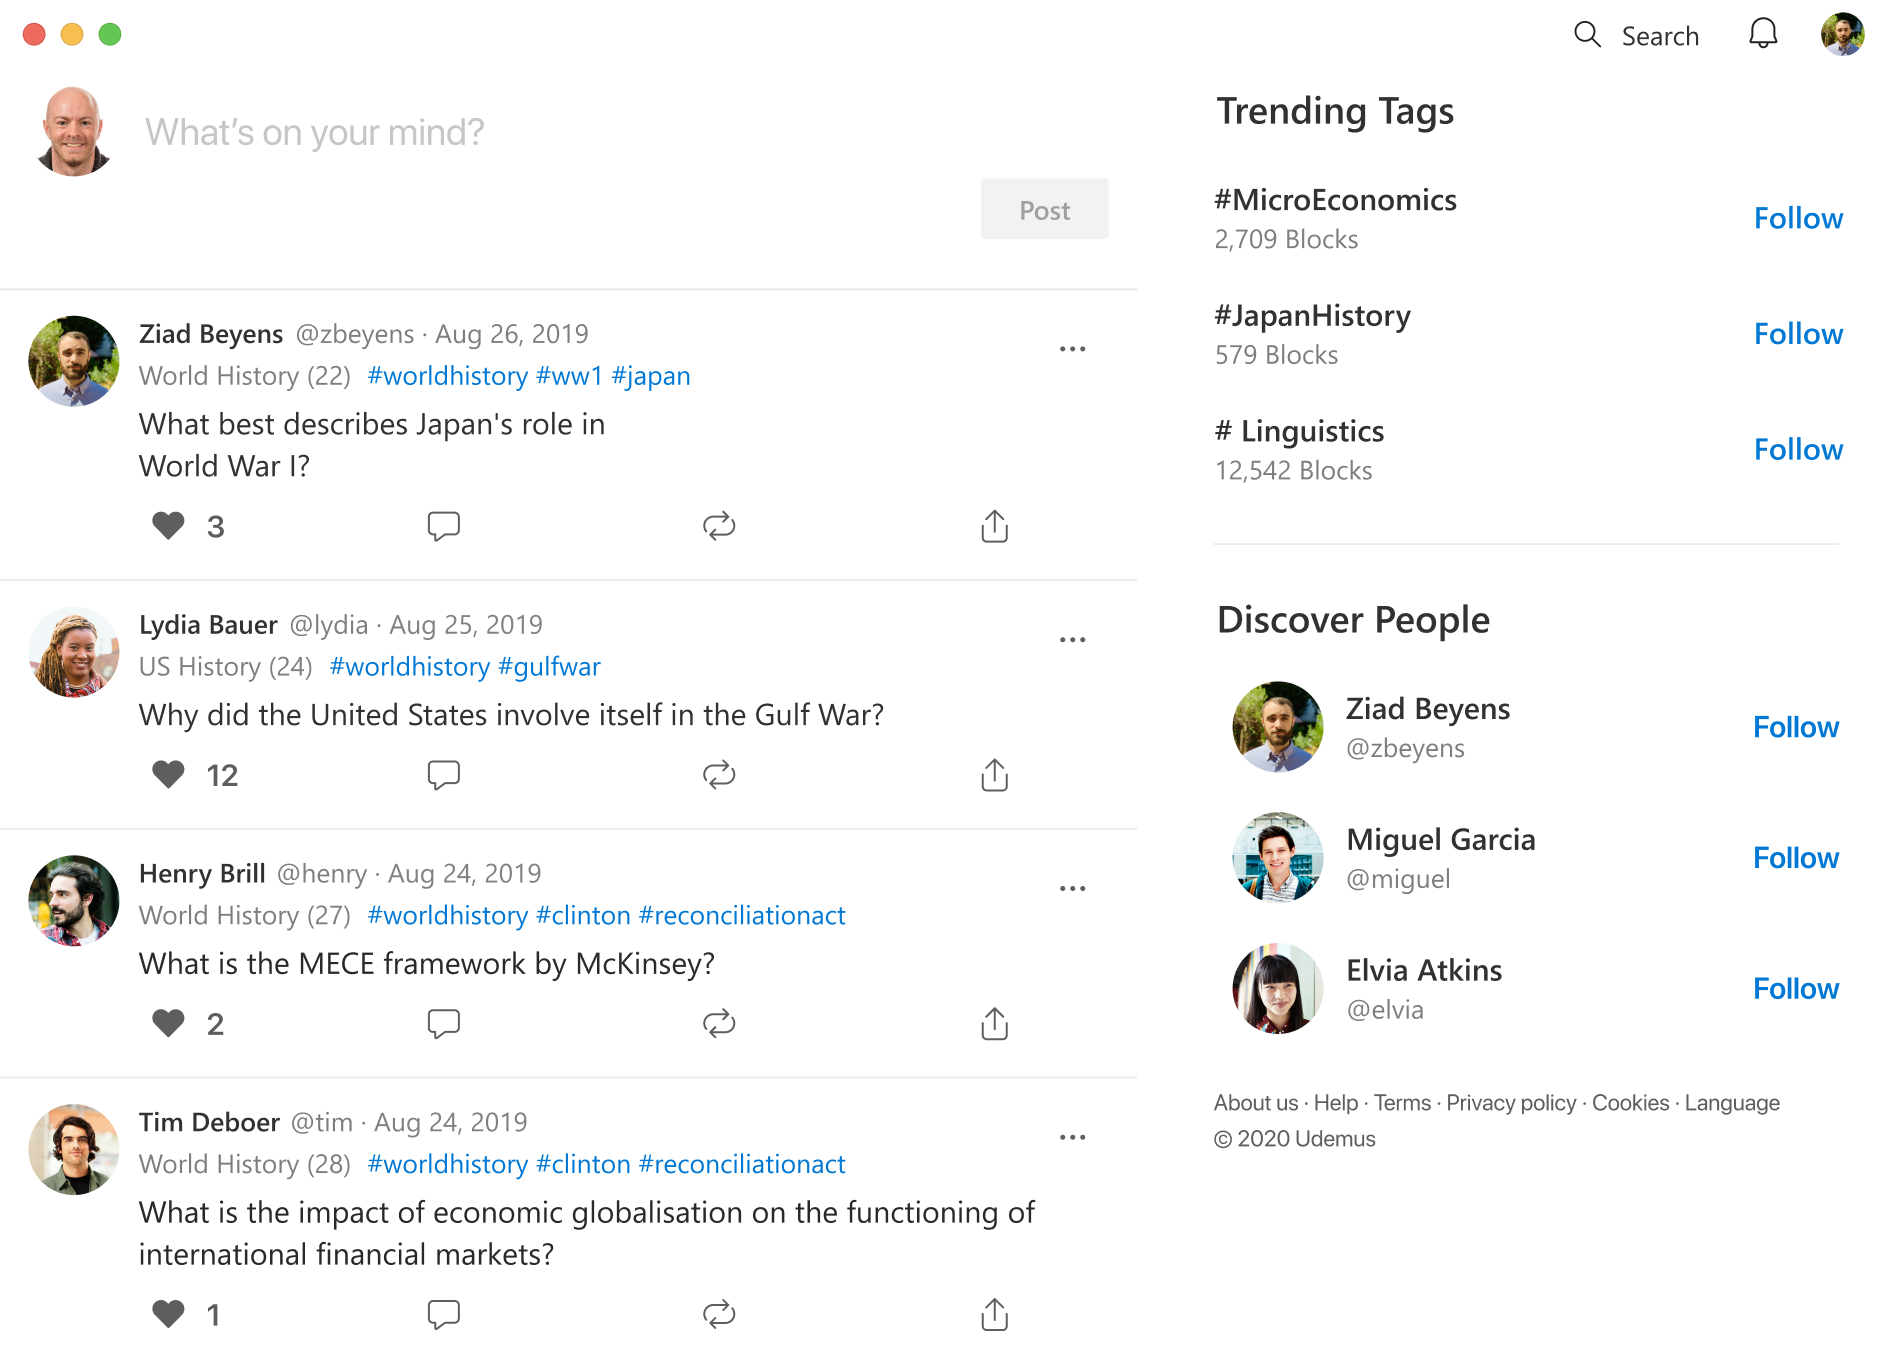 Search
What's on your mind?
Post
Ziad Beyens @zbeyens · Aug 26, 2019
World History (22) #worldhistory #ww1 #japan
What best describes Japan's role in
World War I?
3
Lydia Bauer @lydia · Aug 25, 2019
US History (24) #worldhistory #gulfwar
Why did the United States involve itself in the Gulf War?
12
Henry Brill @henry · Aug 24, 2019
World History (27) #worldhistory #clinton #reconciliationact
What is the MECE framework by McKinsey?
2
Tim Deboer @tim · Aug 24, 2019
World History (28) #worldhistory #clinton #reconciliationact
What is the impact of economic globalisation on the functioning of
international financial markets?
1
Trending Tags
#MicroEconomics
2,709 Blocks
Follow
#JapanHistory
579 Blocks
Follow
# Linguistics
12,542 Blocks
Follow
Discover People
Ziad Beyens
@zbeyens
Follow
Miguel Garcia
@miguel
Follow
Elvia Atkins
@elvia
Follow
About us · Help · Terms · Privacy policy · Cookies · Language
© 2020 Udemus